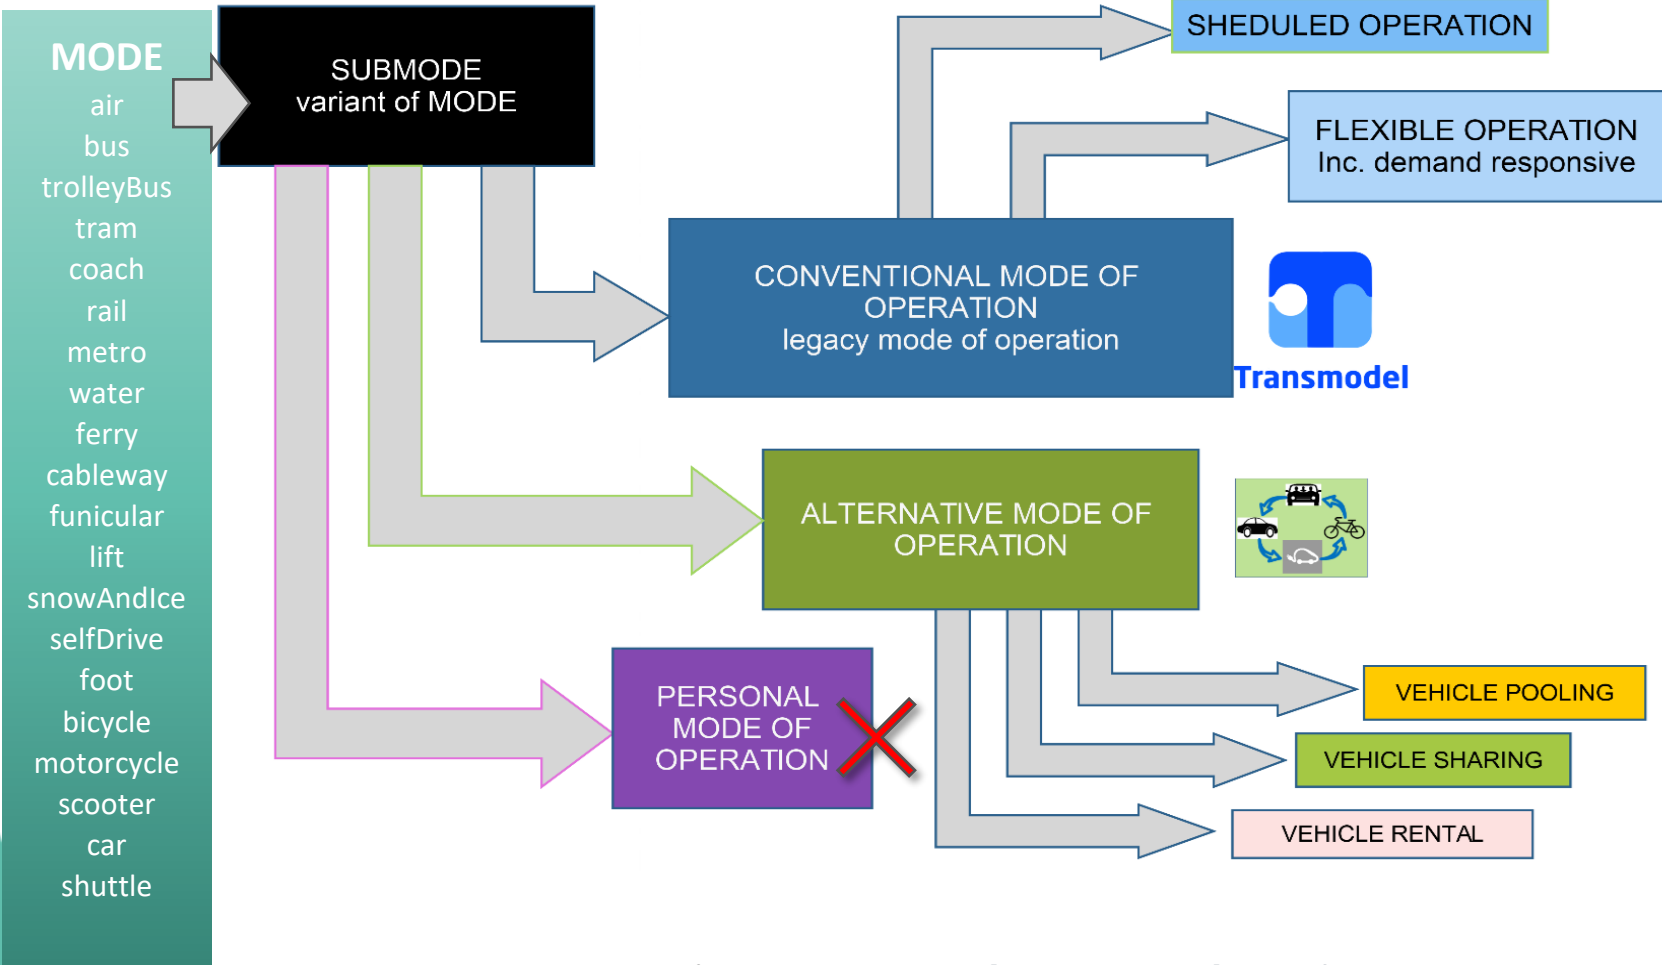 MODE
air
bus
trolleyBus
tram
coach
rail
metro
water
ferry
cableway
funicular
lift
snowAndIce
selfDrive
foot
bicycle
motorcycle
scooter
car
shuttle
SUBMODE
variant of MODE
SHEDULED OPERATION
FLEXIBLE OPERATION
Inc. demand responsive
CONVENTIONAL MODE OF
OPERATION
legacy mode of operation
Transmodel
ALTERNATIVE MODE OF
OPERATION
PERSONAL
MODE OF
OPERATION
VEHICLE POOLING
VEHICLE SHARING
VEHICLE RENTAL